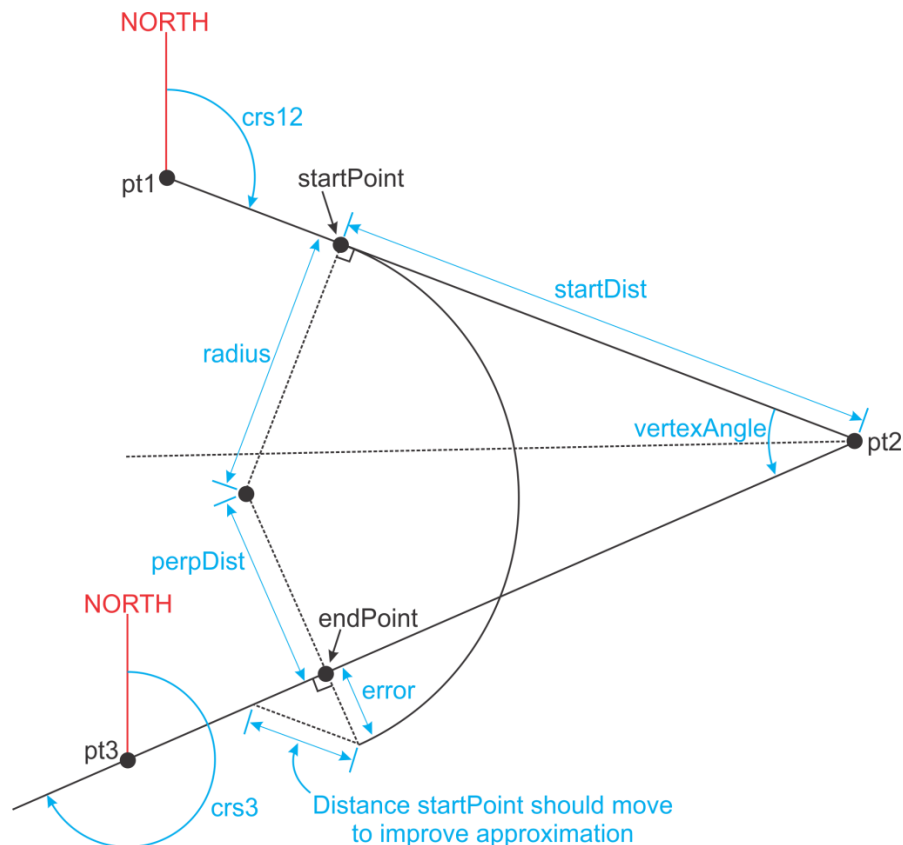 NORTH
crs12
pt1
startPoint
startDist
radius
vertexAngle
pt2
perpDist
NORTH
endPoint
error
pt3
crs3
Distance startPoint should move
to improve approximation